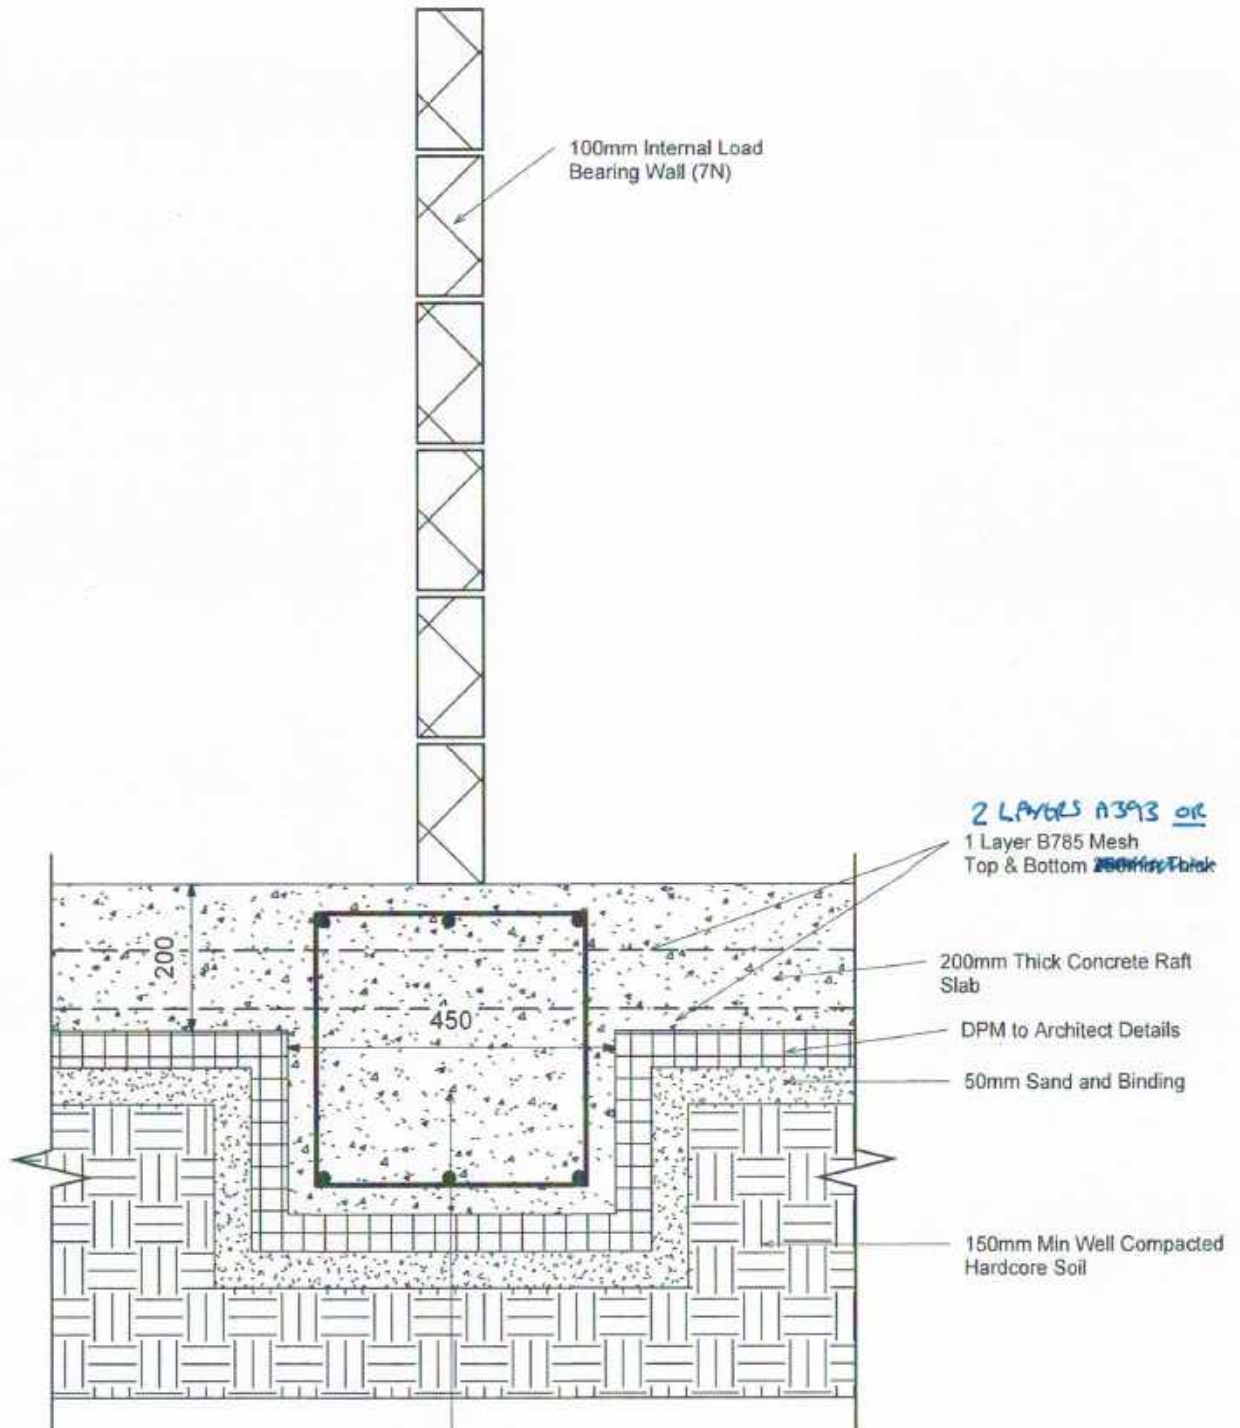 100mm Internal Load
Bearing Wall (7N)
2 LAYERS A393 OR
1 Layer B785 Mesh
Top & Bottom
200
200mm Thick Concrete Raft
Slab
450
DPM to Architect Details
50mm Sand and Binding
150mm Min Well Compacted
Hardcore Soil